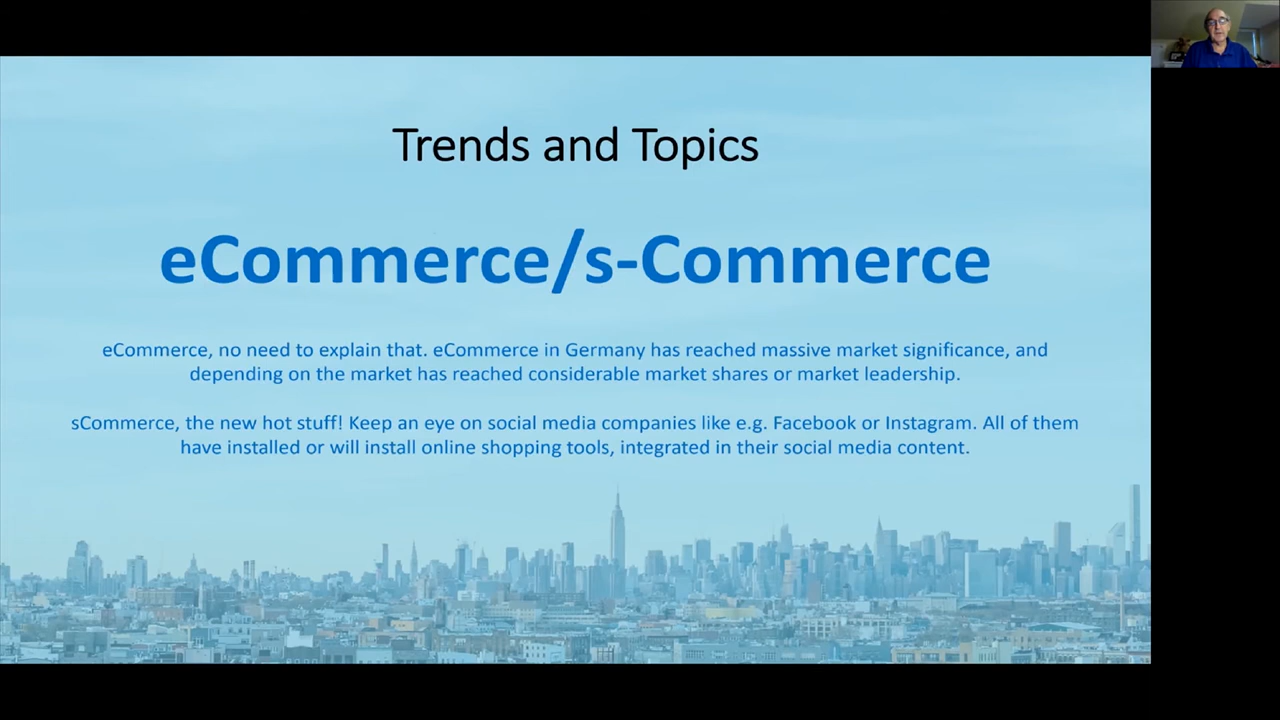 Trends and Topics
eCommerce/s-Commerce
eCommerce, no need to explain that. eCommerce in Germany has reached massive market significance, and
depending on the market has reached considerable market shares or market leadership.
sCommerce, the new hot stuff! Keep an eye on social media companies like e.g. Facebook or Instagram. All of them
have installed or will install online shopping tools, integrated in their social media content.